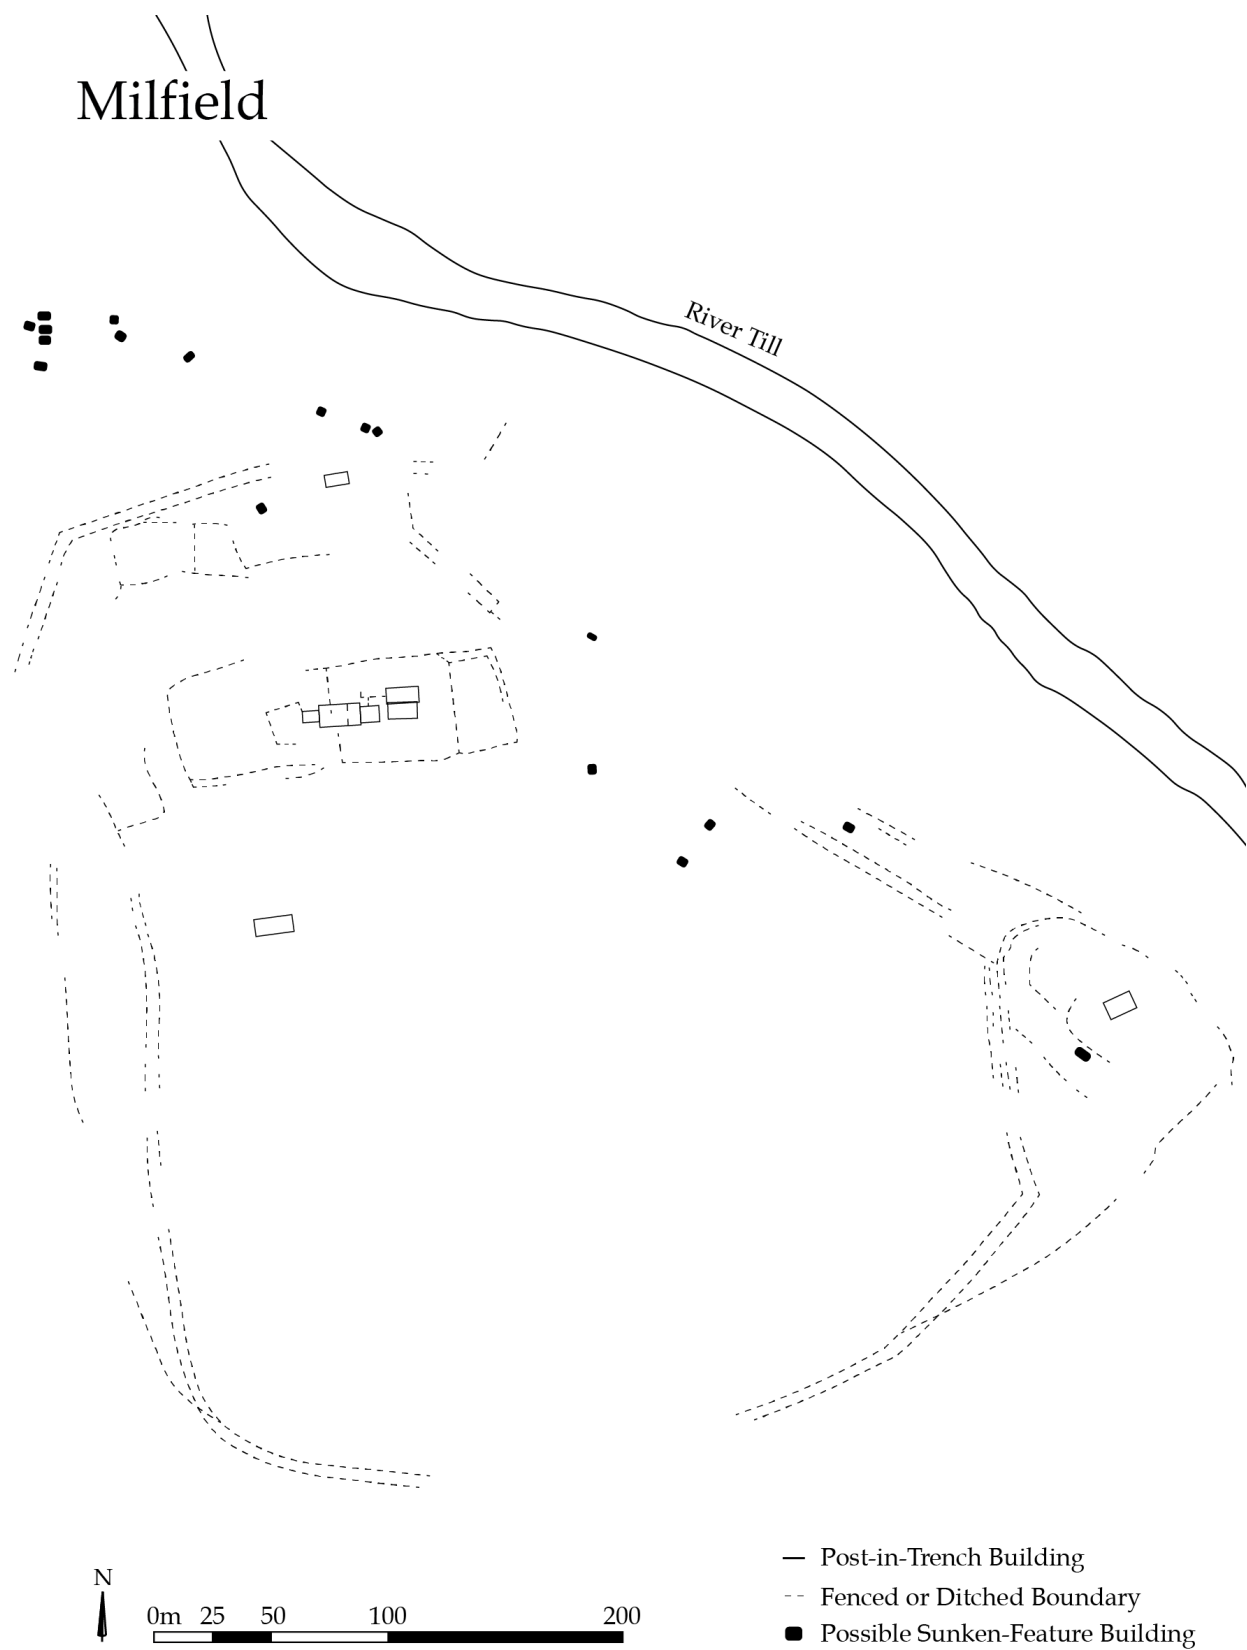 Milfield
River Till
N
0m 25 50 100 200
Post-in-Trench Building
Fenced or Ditched Boundary
Possible Sunken-Feature Building